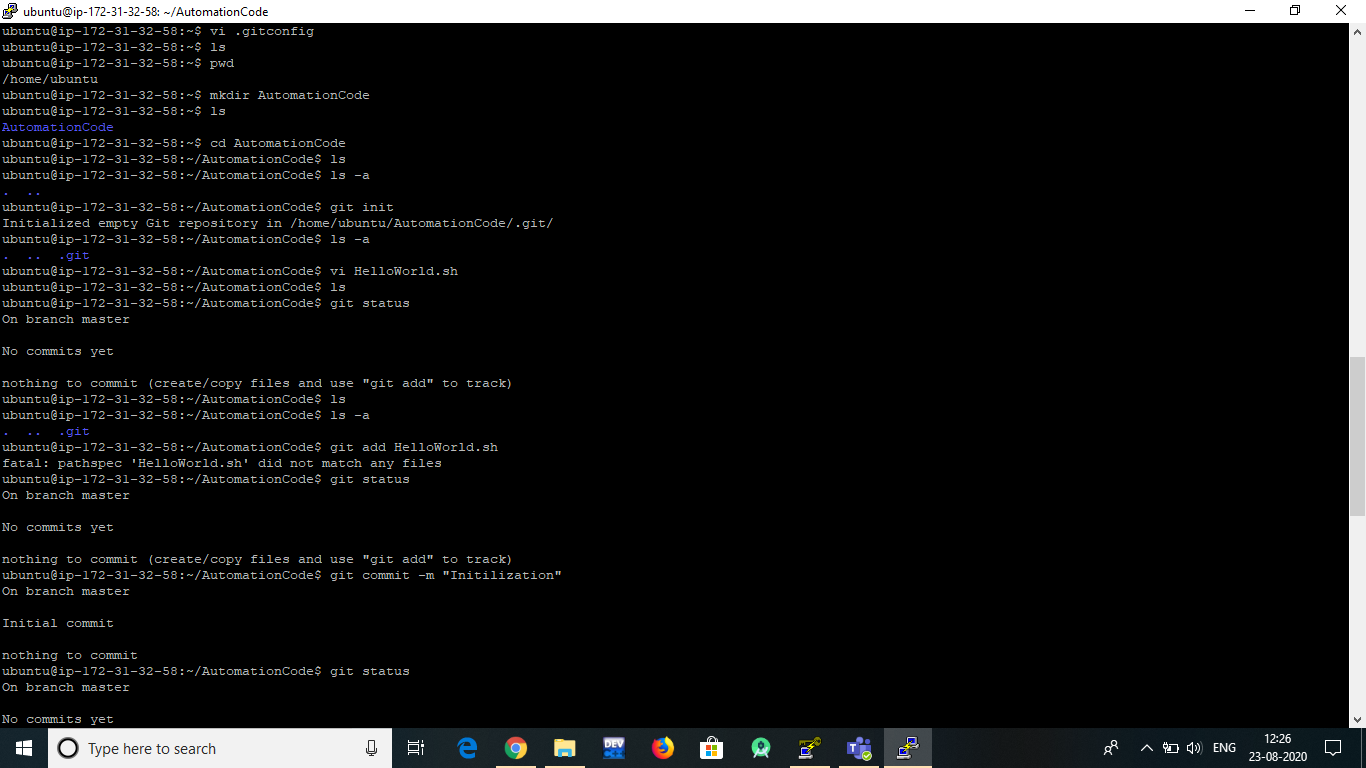 ubuntu@ip-172-31-32-58: ~/AutomationCode
ubuntu@ip-172-31-32-58:~$ vi .gitconfig
ubuntu@ip-172-31-32-58:~$ ls
ubuntu@ip-172-31-32-58:~$ pwd
/home/ubuntu
ubuntu@ip-172-31-32-58:~$ mkdir AutomationCode
ubuntu@ip-172-31-32-58:~$ ls
AutomationCode
ubuntu@ip-172-31-32-58:~$ cd AutomationCode
ubuntu@ip-172-31-32-58:~/AutomationCode$ ls
ubuntu@ip-172-31-32-58:~/AutomationCode$ ls -a
. ..
ubuntu@ip-172-31-32-58:~/AutomationCode$ git init
Initialized empty Git repository in /home/ubuntu/AutomationCode/.git/
ubuntu@ip-172-31-32-58:~/AutomationCode$ ls -a
. .. .git
ubuntu@ip-172-31-32-58:~/AutomationCode$ vi HelloWorld.sh
ubuntu@ip-172-31-32-58:~/AutomationCode$ ls
ubuntu@ip-172-31-32-58:~/AutomationCode$ git status
On branch master
No commits yet
nothing to commit (create/copy files and use "git add" to track)
ubuntu@ip-172-31-32-58:~/AutomationCode$ ls
ubuntu@ip-172-31-32-58:~/AutomationCode$ ls -a
. .. .git
ubuntu@ip-172-31-32-58:~/AutomationCode$ git add HelloWorld.sh
fatal: pathspec 'HelloWorld.sh' did not match any files
ubuntu@ip-172-31-32-58:~/AutomationCode$ git status
On branch master
No commits yet
nothing to commit (create/copy files and use "git add" to track)
ubuntu@ip-172-31-32-58:~/AutomationCode$ git commit -m "Initilization"
On branch master
Initial commit
nothing to commit
ubuntu@ip-172-31-32-58:~/AutomationCode$ git status
On branch master
No commits yet
Type here to search
DEV
ENG
12:26
23-08-2020